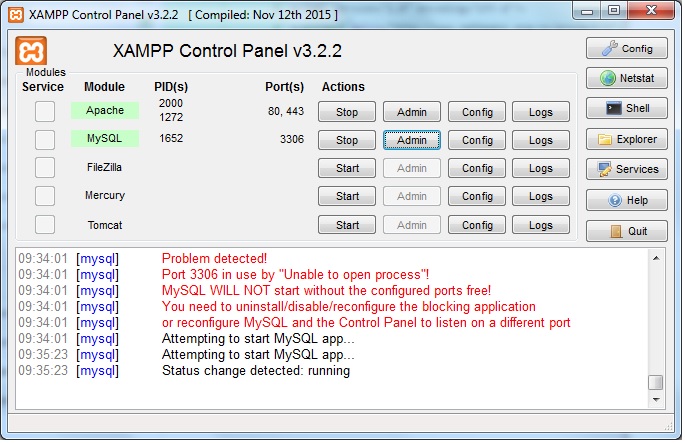 XAMPP Control Panel v3.2.2 [ Compiled: Nov 12th 2015 ]
XAMPP Control Panel v3.2.2
Config
Modules
Service Module PID(s) Port(s) Actions
Netstat
Apache 2000 1272 80, 443 Stop Admin Config Logs
Shell
MySQL 1652 3306 Stop Admin Config Logs
Explorer
FileZilla Start Admin Config Logs
Services
Mercury Start Admin Config Logs
Help
Tomcat Start Admin Config Logs
Quit
09:34:01 [mysql] Problem detected!
09:34:01 [mysql] Port 3306 in use by "Unable to open process"!
09:34:01 [mysql] MySQL WILL NOT start without the configured ports free!
09:34:01 [mysql] You need to uninstall/disable/reconfigure the blocking application
09:34:01 [mysql] or reconfigure MySQL and the Control Panel to listen on a different port
09:34:01 [mysql] Attempting to start MySQL app...
09:35:23 [mysql] Attempting to start MySQL app...
09:35:23 [mysql] Status change detected: running